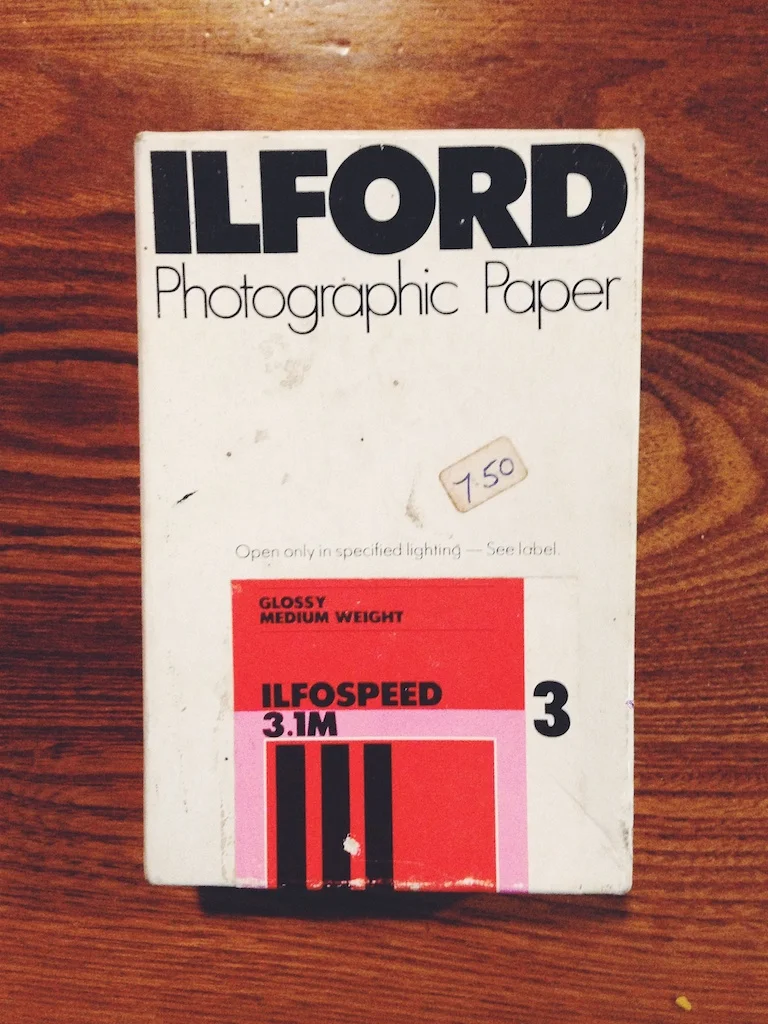 ILFORD
Photographic Paper
7.50
Open only in specified lighting — See label.
GLOSSY
MEDIUM WEIGHT
ILFOSPEED
3.1M
3